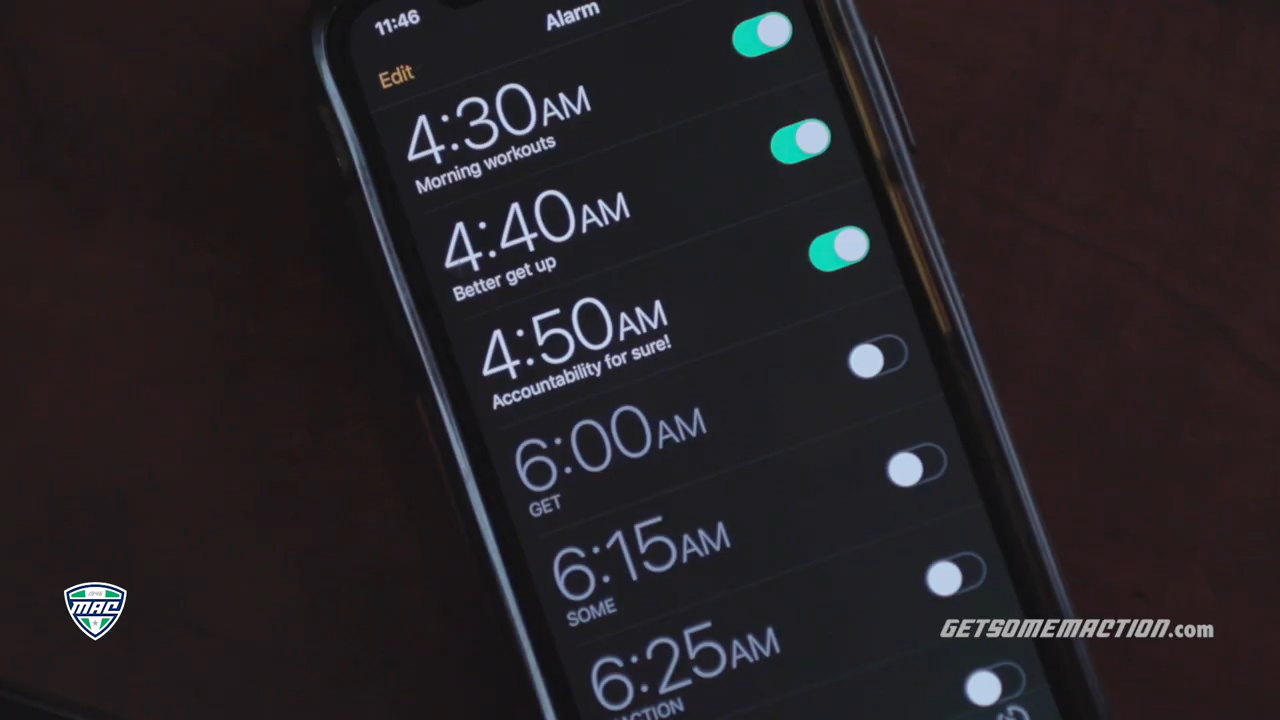 11:46
Alarm
Edit
4:30AM
Morning workouts
4:40AM
Better get up
4:50AM
Accountability for sure!
6:00AM
GET
6:15AM
SOME
6:25AM
MAC
GETSOMEMACTION.com